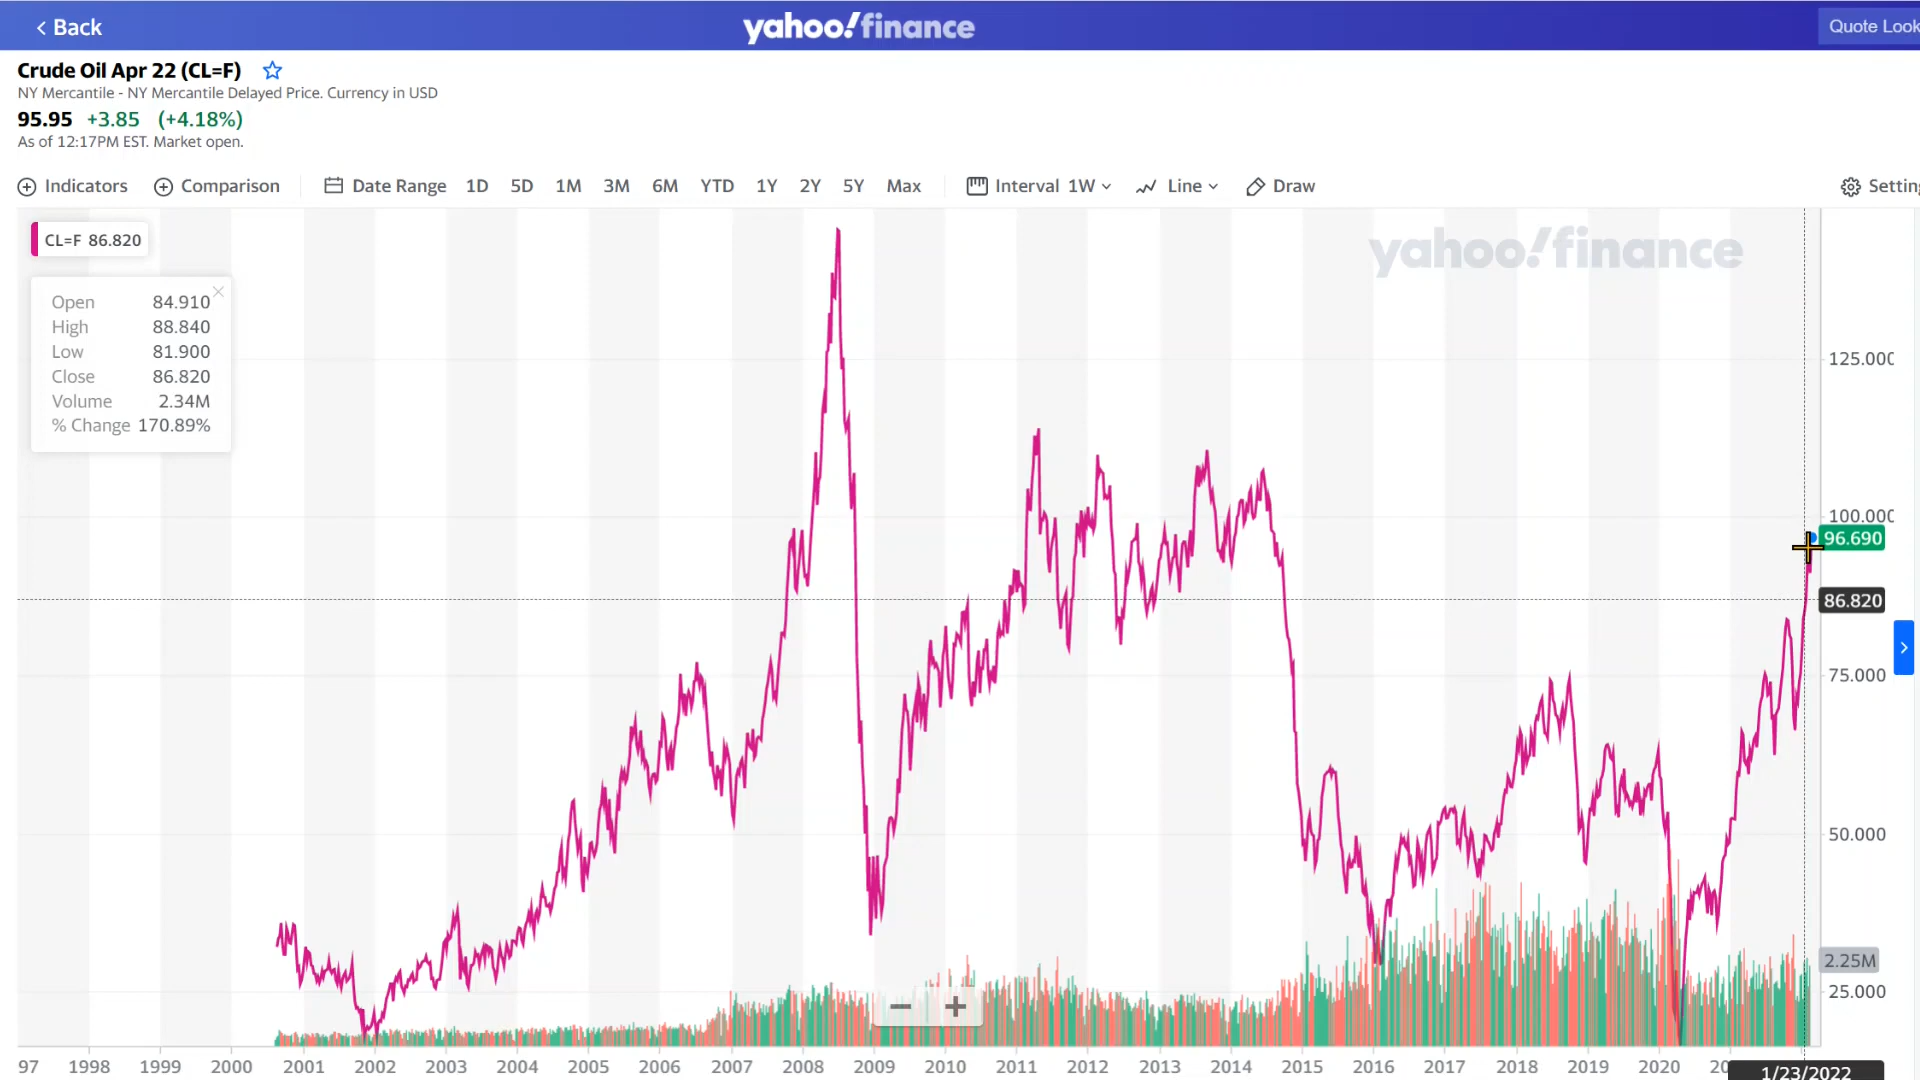 Back
yahoo!finance
Quote Look
Crude Oil Apr 22 (CL=F)
NY Mercantile - NY Mercantile Delayed Price. Currency in USD
95.95 +3.85 (+4.18%)
As of 12:17PM EST. Market open.
Indicators Comparison Date Range 1D 5D 1M 3M 6M YTD 1Y 2Y 5Y Max Interval 1W Line Draw Setting
CL=F 86.820
yahoo!finance
Open 84.910
High 88.840
Low 81.900
Close 86.820
Volume 2.34M
% Change 170.89%
125.000
100.000
96.690
86.820
75.000
50.000
2.25M
25.000
97 1998 1999 2000 2001 2002 2003 2004 2005 2006 2007 2008 2009 2010 2011 2012 2013 2014 2015 2016 2017 2018 2019 2020 1/23/2022